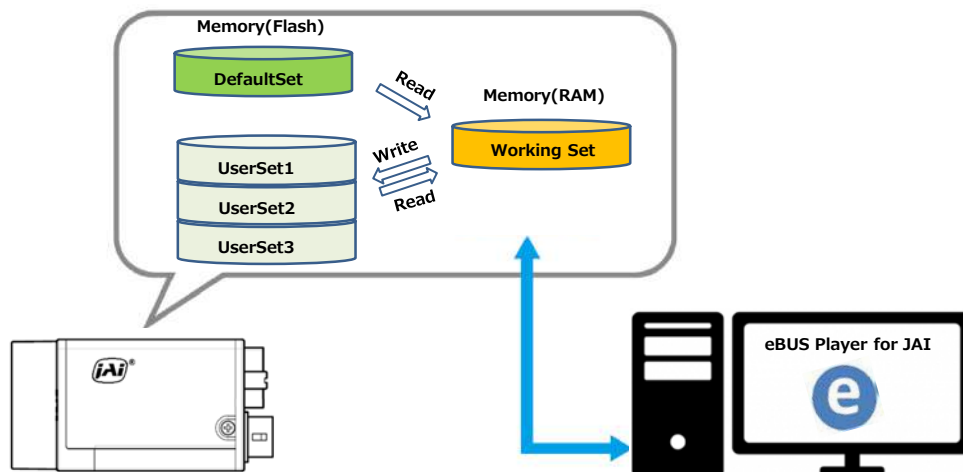 Memory(Flash)
DefaultSet
Read
Memory(RAM)
Working Set
Write
Read
UserSet1
UserSet2
UserSet3
JAi®
eBUS Player for JAI
e